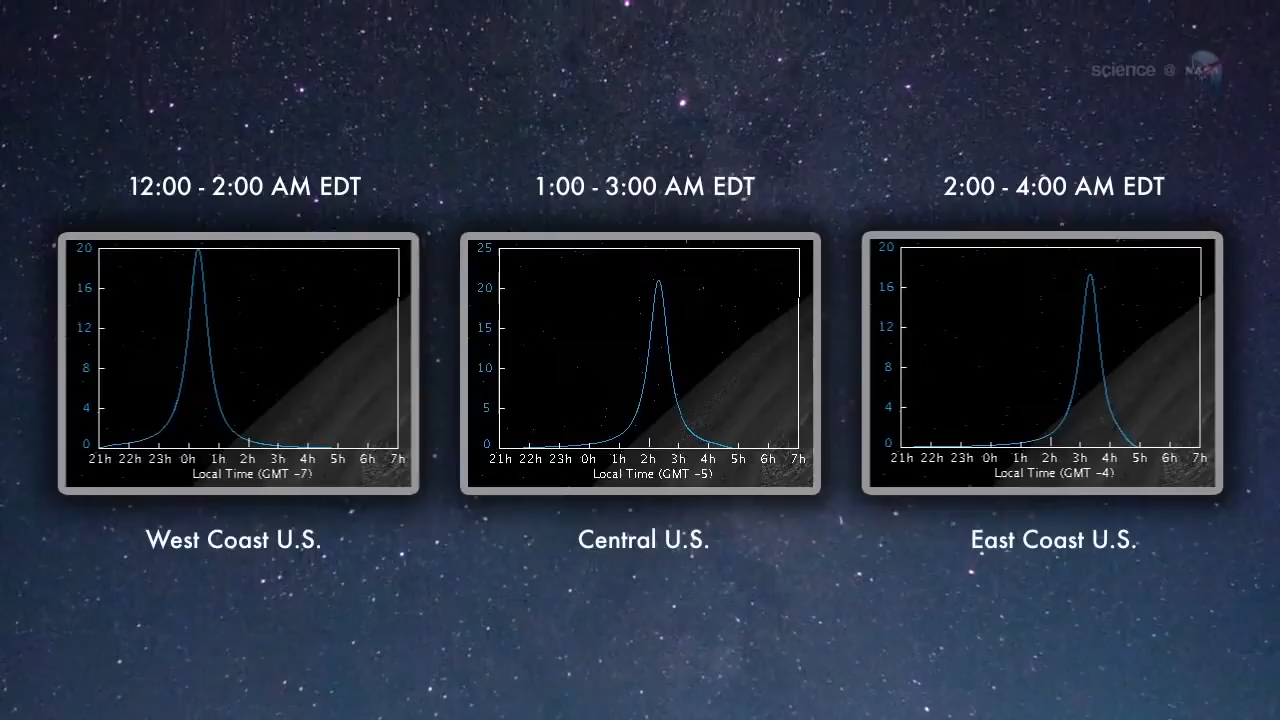 science @ NASA
12:00 - 2:00 AM EDT
1:00 - 3:00 AM EDT
2:00 - 4:00 AM EDT
20
16
12
8
4
0
21h 22h 23h 0h 1h 2h 3h 4h 5h 6h 7h
Local Time (GMT -7)
25
20
15
10
5
0
21h 22h 23h 0h 1h 2h 3h 4h 5h 6h 7h
Local Time (GMT -5)
20
16
12
8
4
0
21h 22h 23h 0h 1h 2h 3h 4h 5h 6h 7h
Local Time (GMT -4)
West Coast U.S.
Central U.S.
East Coast U.S.